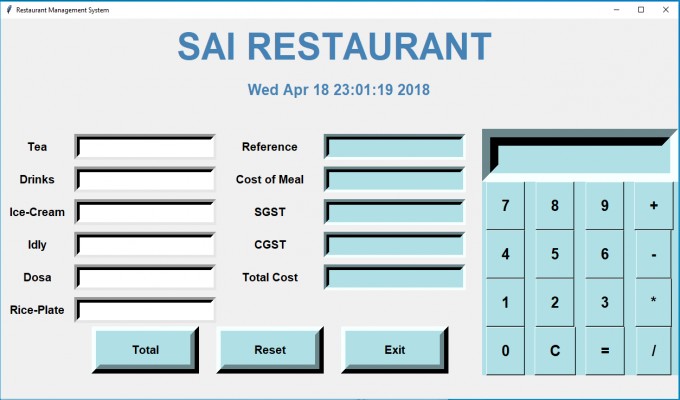 Restaurant Management System
SAI RESTAURANT
Wed Apr 18 23:01:19 2018
Tea
Drinks
Ice-Cream
Idly
Dosa
Rice-Plate
Reference
Cost of Meal
SGST
CGST
Total Cost
Total Reset Exit
7 8 9 +
4 5 6 -
1 2 3 *
0 C = /